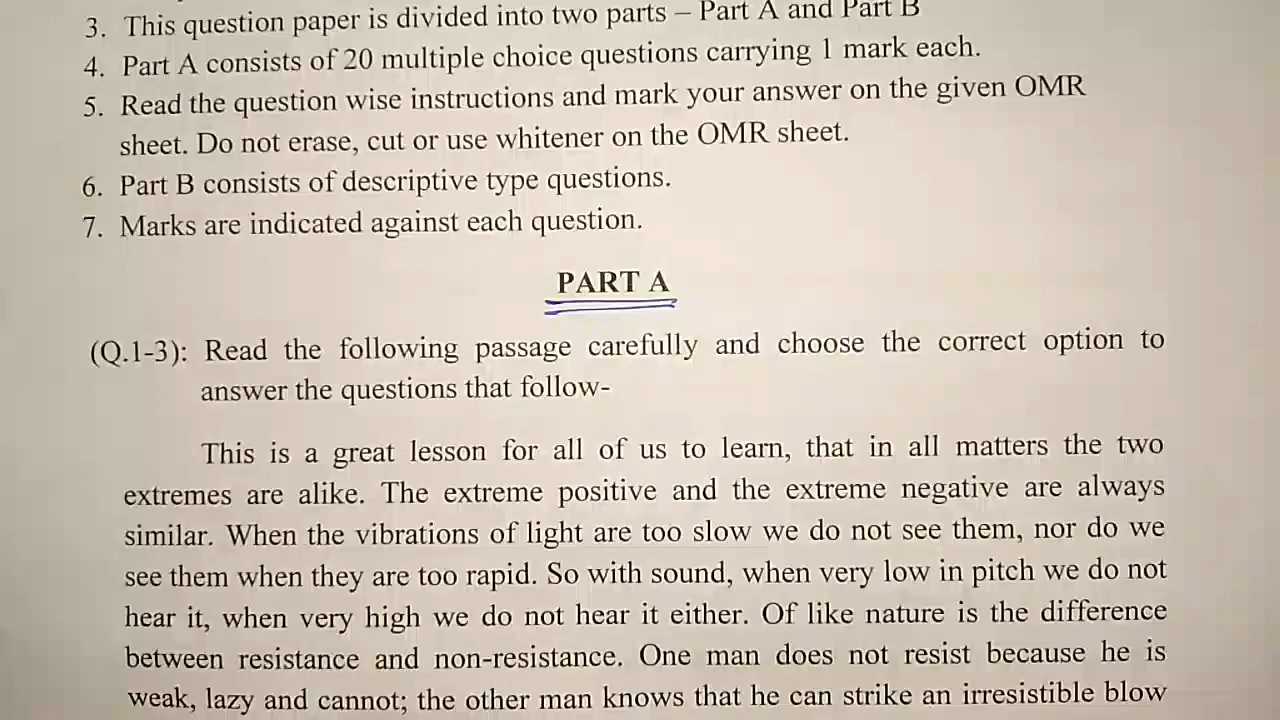 3. This question paper is divided into two parts – Part A and Part B
4. Part A consists of 20 multiple choice questions carrying 1 mark each.
5. Read the question wise instructions and mark your answer on the given OMR
sheet. Do not erase, cut or use whitener on the OMR sheet.
6. Part B consists of descriptive type questions.
7. Marks are indicated against each question.
PART A
(Q.1-3): Read the following passage carefully and choose the correct option to
answer the questions that follow-
This is a great lesson for all of us to learn, that in all matters the two
extremes are alike. The extreme positive and the extreme negative are always
similar. When the vibrations of light are too slow we do not see them, nor do we
see them when they are too rapid. So with sound, when very low in pitch we do not
hear it, when very high we do not hear it either. Of like nature is the difference
between resistance and non-resistance. One man does not resist because he is
weak, lazy and cannot; the other man knows that he can strike an irresistible blow